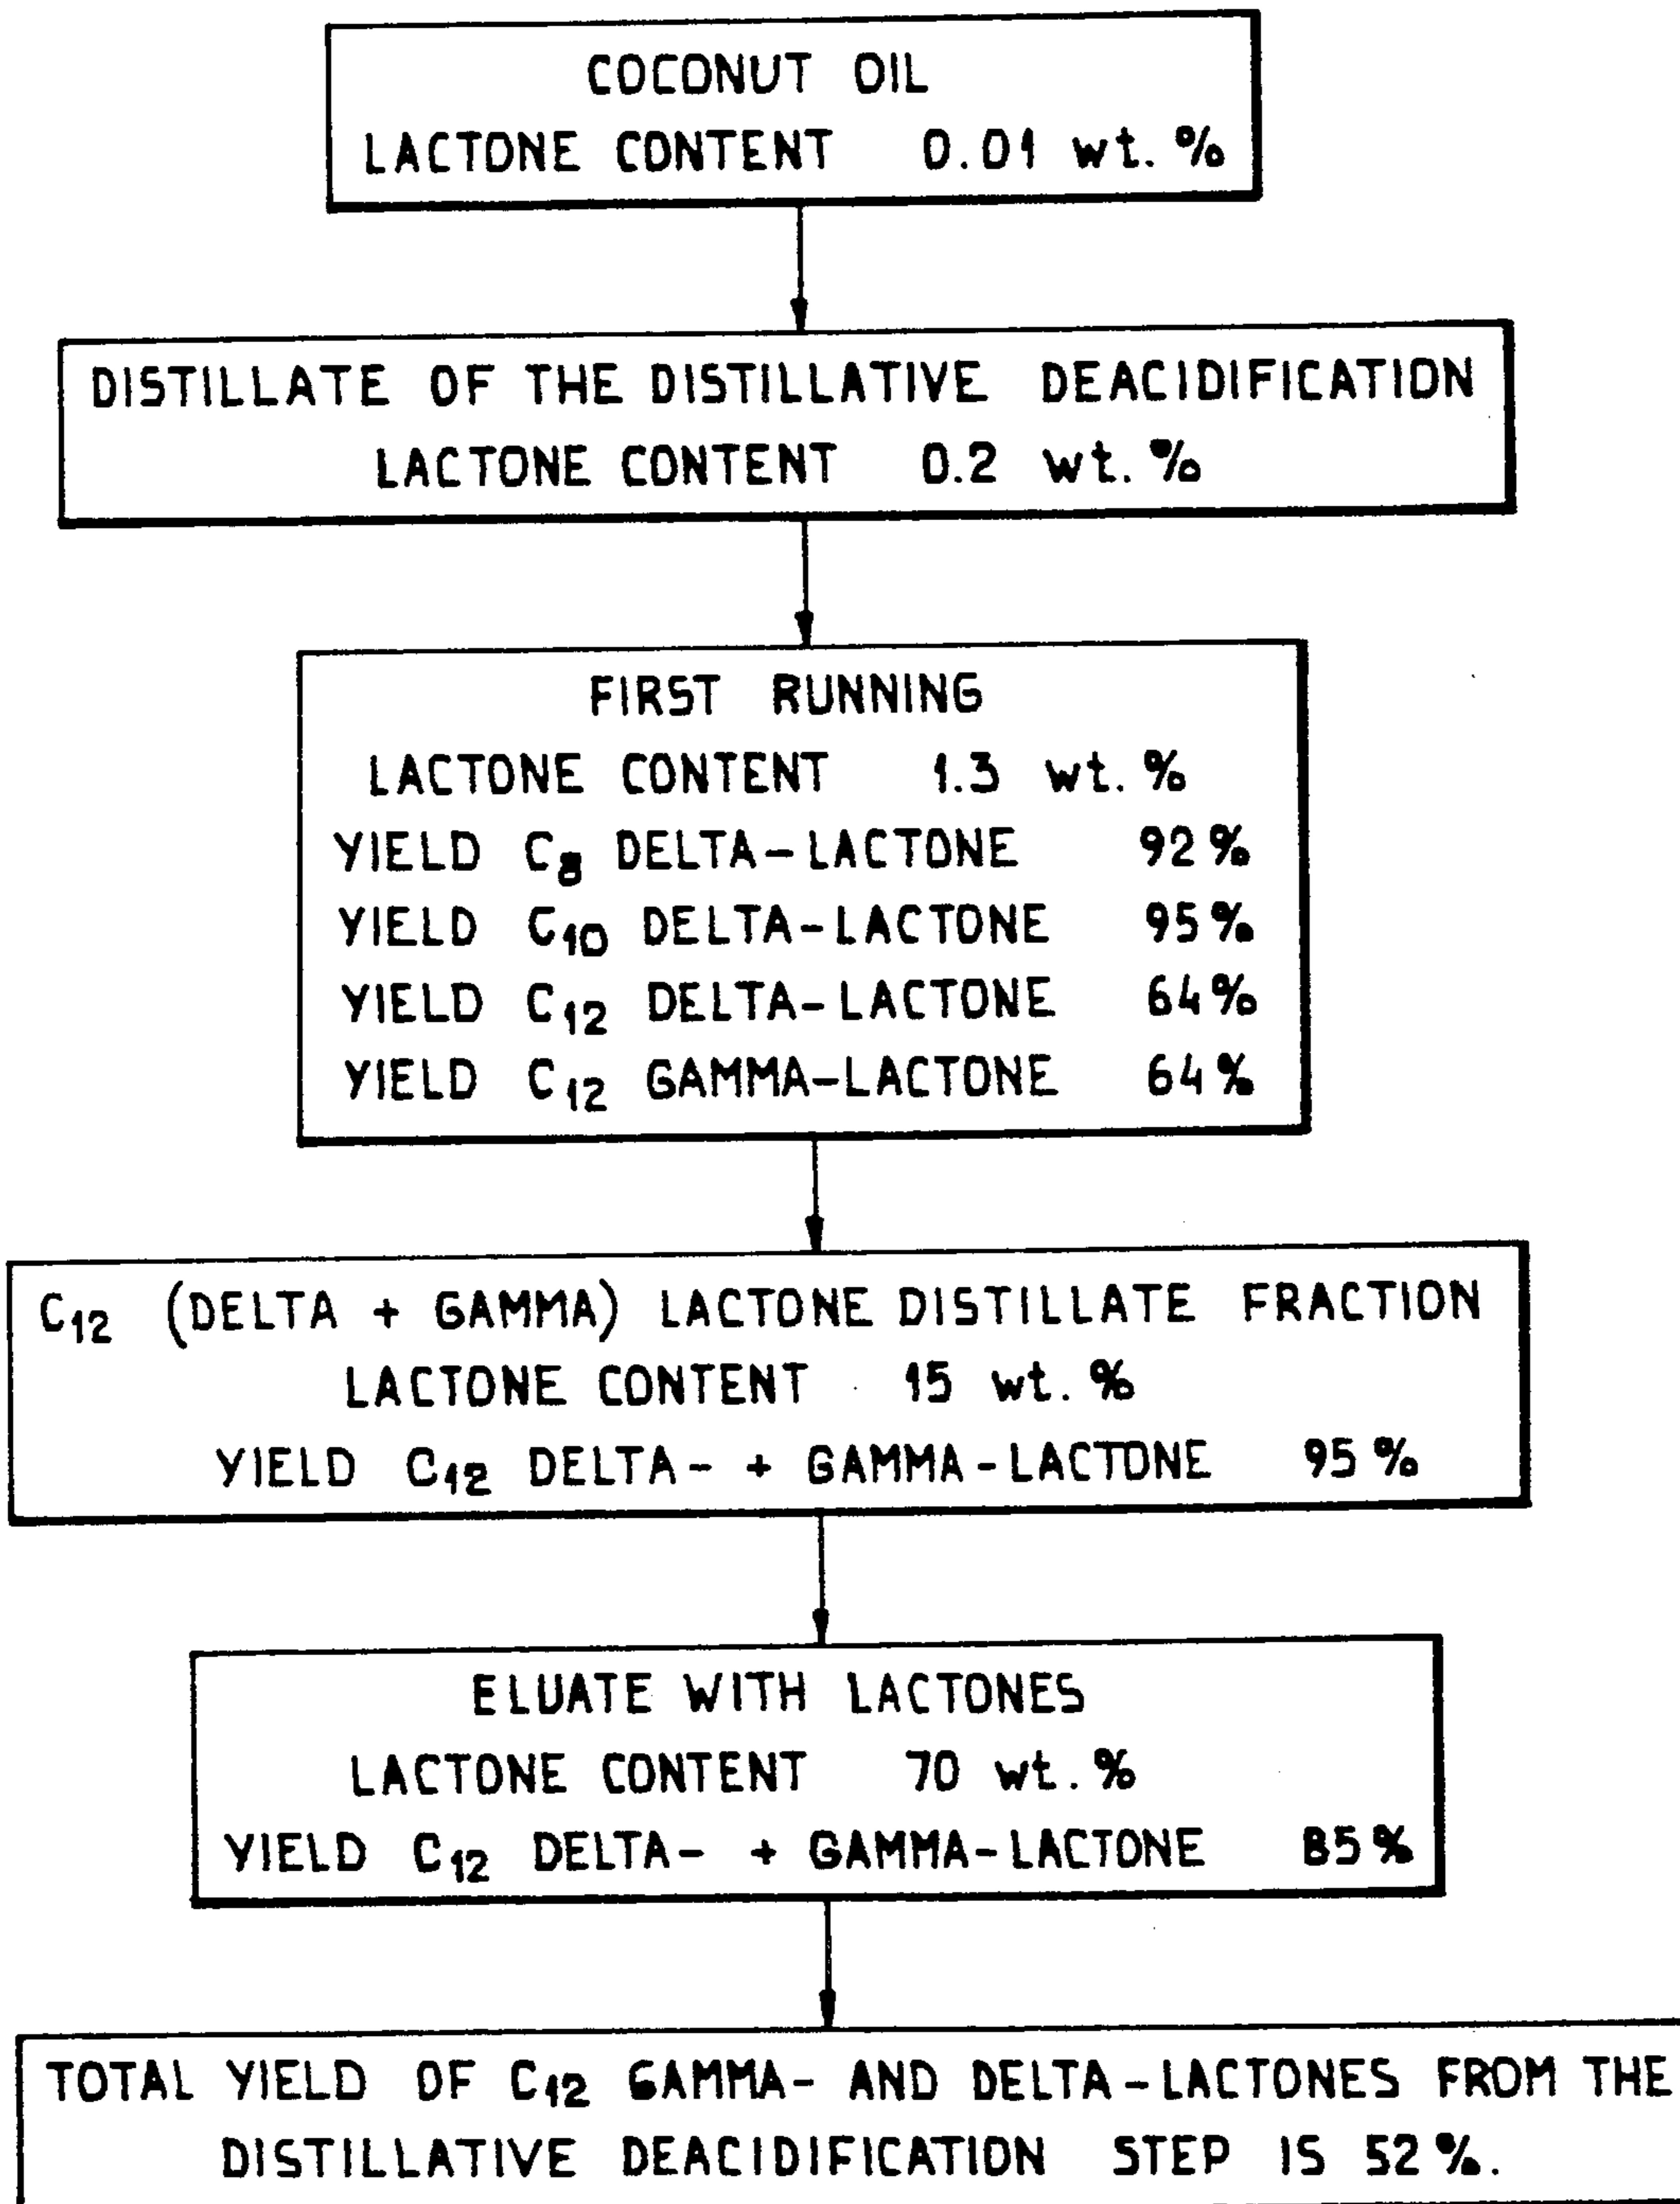 COCONUT OIL
LACTONE CONTENT 0.01 wt.%
DISTILLATE OF THE DISTILLATIVE DEACIDIFICATION
LACTONE CONTENT 0.2 wt.%
FIRST RUNNING
LACTONE CONTENT 1.3 wt.%
YIELD C₈ DELTA-LACTONE 92%
YIELD C₁₀ DELTA-LACTONE 95%
YIELD C₁₂ DELTA-LACTONE 64%
YIELD C₁₂ GAMMA-LACTONE 64%
C₁₂ (DELTA + GAMMA) LACTONE DISTILLATE FRACTION
LACTONE CONTENT 15 wt.%
YIELD C₁₂ DELTA- + GAMMA-LACTONE 95%
ELUATE WITH LACTONES
LACTONE CONTENT 70 wt.%
YIELD C₁₂ DELTA- + GAMMA-LACTONE 85%
TOTAL YIELD OF C₁₂ GAMMA- AND DELTA-LACTONES FROM THE
DISTILLATIVE DEACIDIFICATION STEP IS 52%.